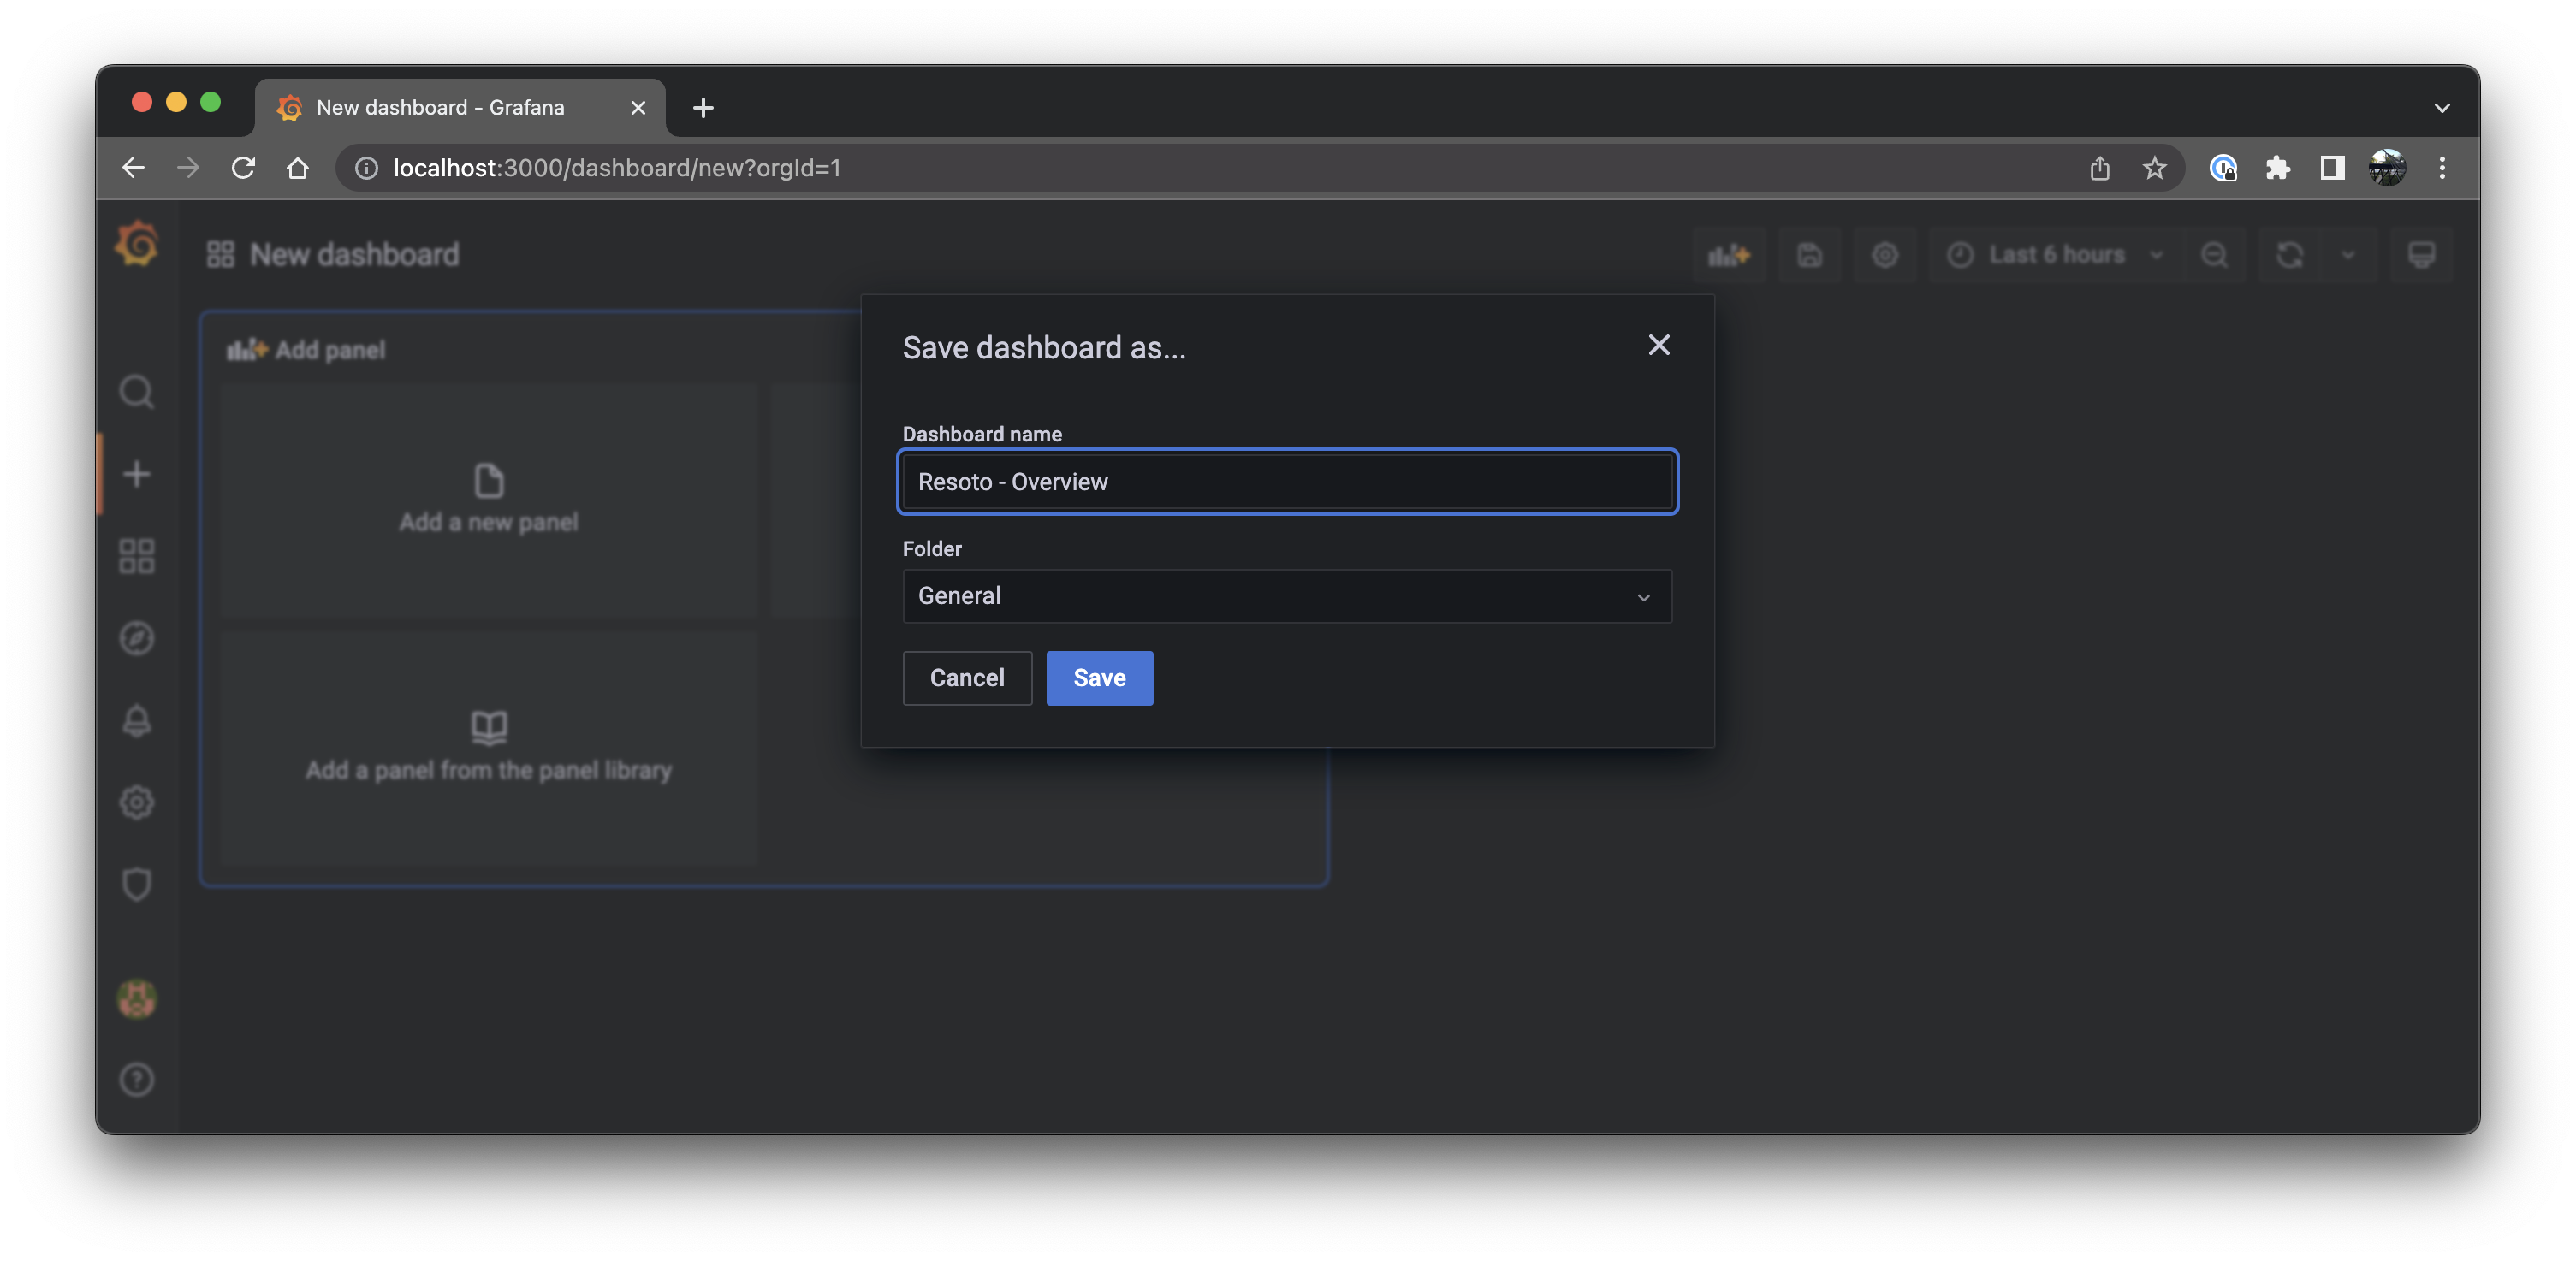 New dashboard - Grafana
localhost:3000/dashboard/new?orgId=1
New dashboard
Last 6 hours
Add panel
Add a new panel
Add a panel from the panel library
Save dashboard as...
Dashboard name
Resoto - Overview
Folder
General
Cancel
Save